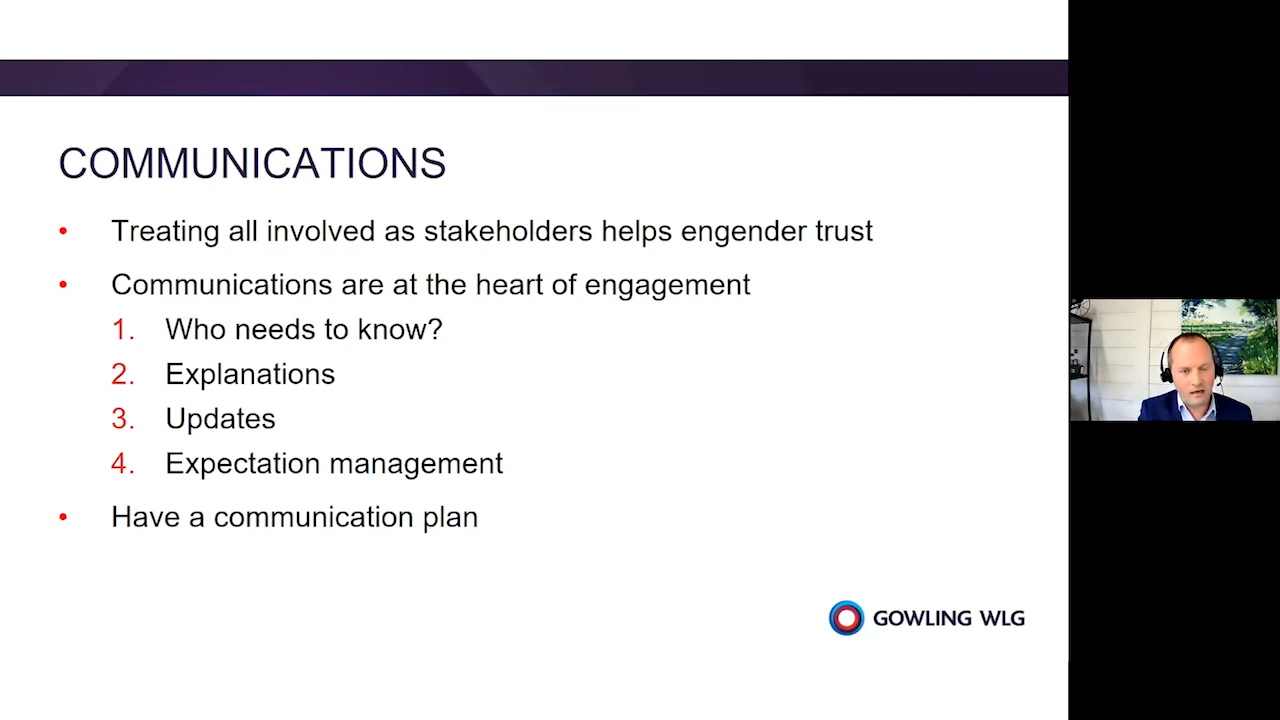 COMMUNICATIONS
• Treating all involved as stakeholders helps engender trust
• Communications are at the heart of engagement
1. Who needs to know?
2. Explanations
3. Updates
4. Expectation management
• Have a communication plan
GOWLING WLG